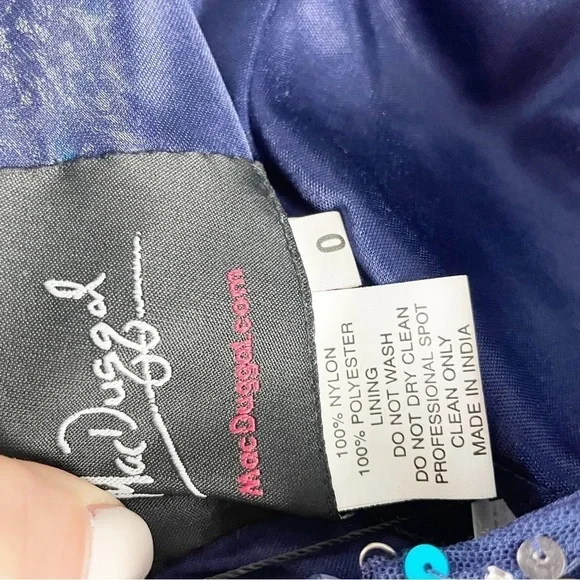 Mac Duggal
MacDuggal.com
0
100% NYLON
100% POLYESTER
LINING
DO NOT WASH
DO NOT DRY CLEAN
PROFESSIONAL SPOT
CLEAN ONLY
MADE IN INDIA